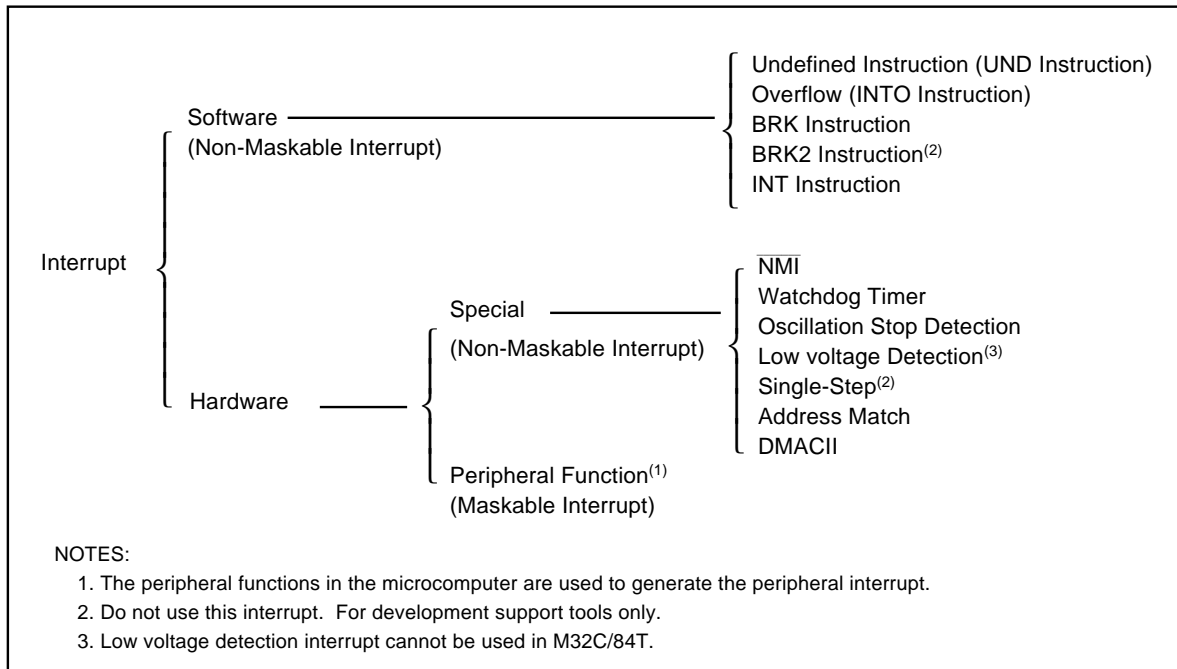 Interrupt
Software
(Non-Maskable Interrupt)
Undefined Instruction (UND Instruction)
Overflow (INTO Instruction)
BRK Instruction
BRK2 Instruction(2)
INT Instruction
Hardware
Special
(Non-Maskable Interrupt)
NMI
Watchdog Timer
Oscillation Stop Detection
Low voltage Detection(3)
Single-Step(2)
Address Match
DMACII
Peripheral Function(1)
(Maskable Interrupt)
NOTES:
1. The peripheral functions in the microcomputer are used to generate the peripheral interrupt.
2. Do not use this interrupt.  For development support tools only.
3. Low voltage detection interrupt cannot be used in M32C/84T.